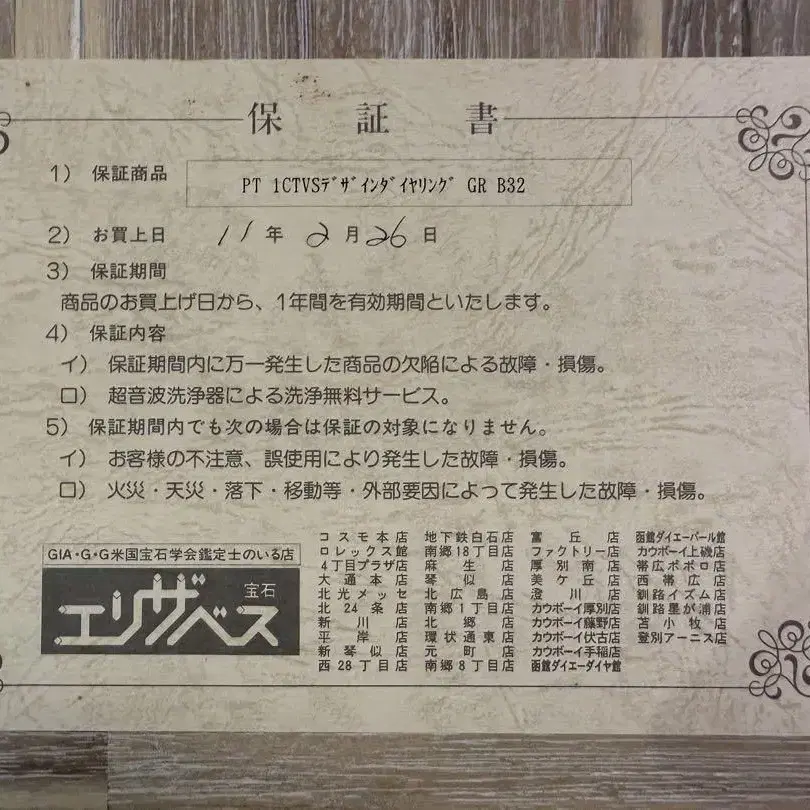 保証書
1) 保証商品 PT 1CTVSﾃﾞｻﾞｲﾝﾀﾞｲﾔﾘﾝｸﾞ GR B32
2) お買上日 11年2月26日
3) 保証期間
商品のお買上げ日から、1年間を有効期間といたします。
4) 保証内容
イ) 保証期間内に万一発生した商品の欠陥による故障・損傷。
ロ) 超音波洗浄器による洗浄無料サービス。
5) 保証期間内でも次の場合は保証の対象になりません。
イ) お客様の不注意、誤使用により発生した故障・損傷。
ロ) 火災・天災・落下・移動等・外部要因によって発生した故障・損傷。
GIA・G・G米国宝石学会鑑定士のいる店
宝石
エリザベス
コスモ本店 地下鉄白石店 富丘店 函館ダイエーパール館
ロレックス館 南郷18丁目店 ファクトリー店 カウボーイ上磯店
4丁目プラザ店 麻生店 厚別南店 帯広ポポロ店
大通本店 琴似店 美ケ丘店 西帯広店
北光メッセ 北広島店 澄川店 釧路イズム店
北24条店 南郷1丁目店 カウボーイ厚別店 釧路星が浦店
新川店 北郷店 カウボーイ藤野店 苫小牧店
平岸店 環状通東店 カウボーイ伏古店 登別アーニス店
新琴似店 元町店 カウボーイ手稲店
西28丁目店 南郷8丁目店 函館ダイエーダイヤ館